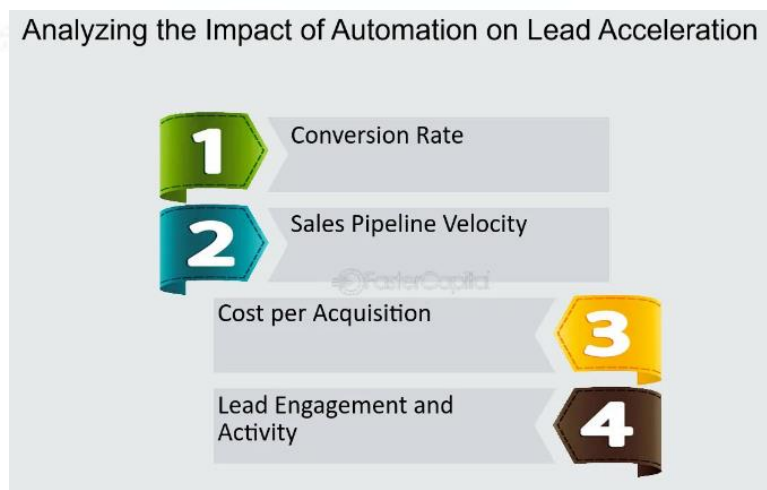 Analyzing the Impact of Automation on Lead Acceleration
1
Conversion Rate
2
Sales Pipeline Velocity
FasterCapital
Cost per Acquisition
3
Lead Engagement and
Activity
4